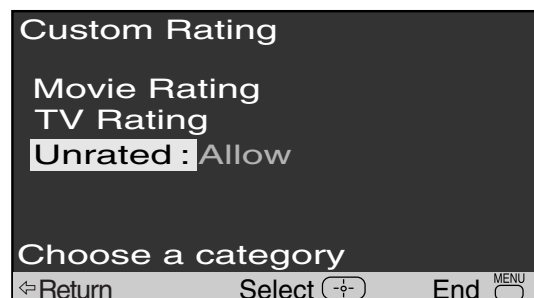 Custom Rating
Movie Rating
TV Rating
Unrated : Allow
Choose a category
Return Select End MENU